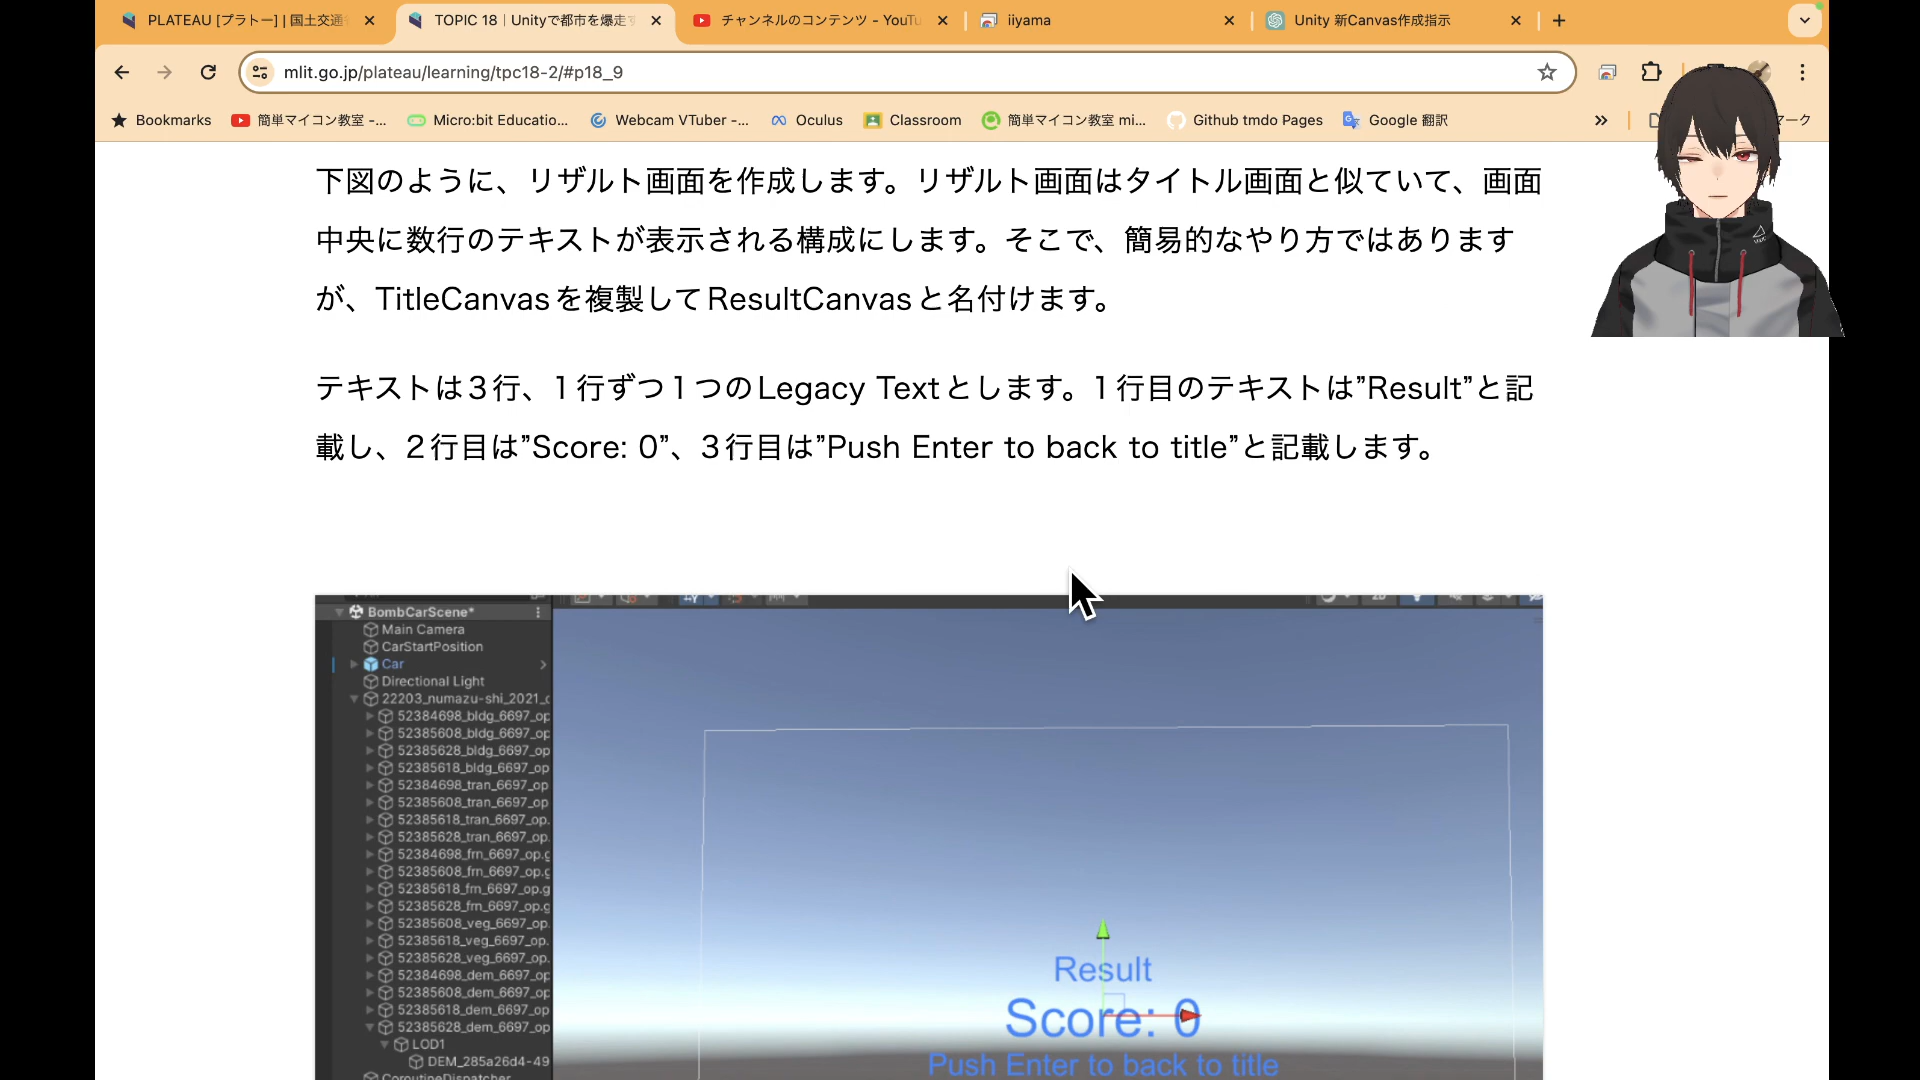 PLATEAU [プラトー] | 国土交通省
TOPIC 18｜Unityで都市を爆走す
チャンネルのコンテンツ - YouTu
iiyama
Unity 新Canvas作成指示
mlit.go.jp/plateau/learning/tpc18-2/#p18_9
Bookmarks
簡単マイコン教室 -...
Micro:bit Educatio...
Webcam VTuber -...
Oculus
Classroom
簡単マイコン教室 mi...
Github tmdo Pages
Google 翻訳
マーク
下図のように、リザルト画面を作成します。リザルト画面はタイトル画面と似ていて、画面
中央に数行のテキストが表示される構成にします。そこで、簡易的なやり方ではあります
が、TitleCanvasを複製してResultCanvasと名付けます。
テキストは３行、１行ずつ１つのLegacy Textとします。１行目のテキストは”Result”と記
載し、２行目は”Score: 0”、３行目は”Push Enter to back to title”と記載します。
BombCarScene*
Main Camera
CarStartPosition
Car
Directional Light
22203_numazu-shi_2021_c
52384698_bldg_6697_op
52385608_bldg_6697_op
52385628_bldg_6697_op
52385618_bldg_6697_op
52384698_tran_6697_op
52385608_tran_6697_op
52385618_tran_6697_op.
52385628_tran_6697_op.
52384698_frn_6697_op.g
52385608_frn_6697_op.g
52385618_frn_6697_op.g
52385628_frn_6697_op.g
52385608_veg_6697_op.
52385618_veg_6697_op.
52385628_veg_6697_op.
52384698_dem_6697_op
52385608_dem_6697_op
52385618_dem_6697_op
52385628_dem_6697_op
LOD1
DEM_285a26d4-49
CoroutineDispatcher
Result
Score: 0
Push Enter to back to title